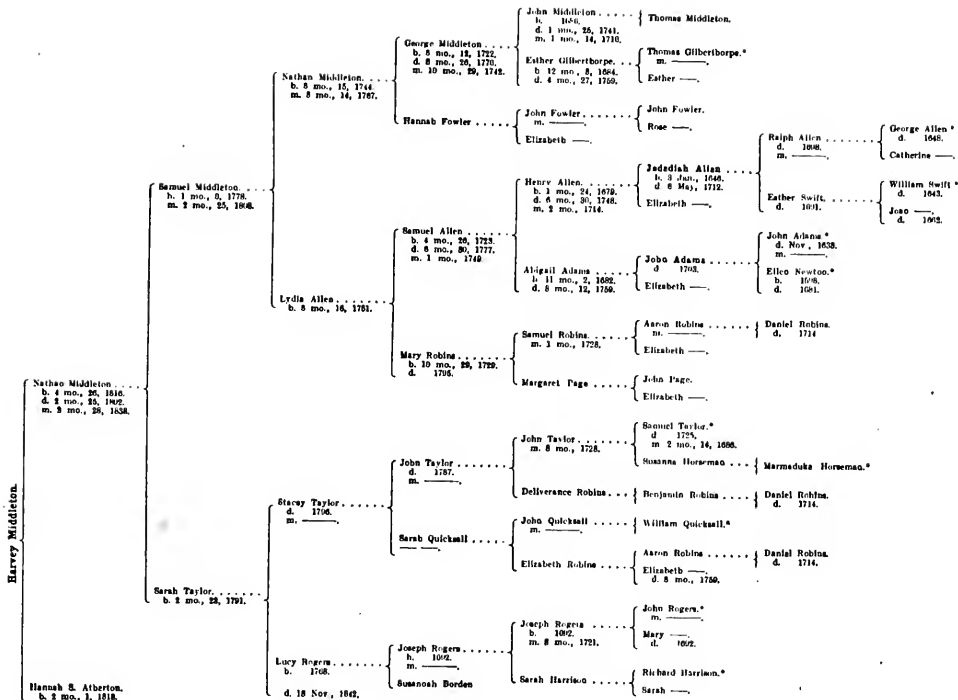 Harvey Middleton.
Nathao Middleton
b. 4 mo., 26, 1816.
d. 2 mo., 25, 1892.
m. 2 mo., 28, 1838.
Hannah S. Atherton.
b. 2 mo., 1, 1818.
Samuel Middleton.
b. 1 mo., 8, 1778.
m. 2 mo., 25, 1808.
Sarah Taylor.
b. 2 mo., 23, 1791.
Nathan Middleton.
b. 8 mo., 15, 1744.
m. 8 mo., 14, 1767.
Lydia Allen
b. 8 mo., 16, 1751.
Stacey Taylor
d. 1796.
m. ———.
Lucy Rogers
b. 1768.
d. 18 Nov., 1842.
George Middleton
b. 8 mo., 12, 1722.
d. 8 mo., 26, 1770.
m. 10 mo., 29, 1742.
Hannah Fowler
Samuel Allen
b. 4 mo., 26, 1723.
d. 8 mo., 30, 1777.
m. 1 mo., 1749.
Mary Robins
b. 10 mo., 29, 1729.
d. 1795.
John Taylor
d. 1787.
m. ———.
Sarah Quicksall
——— ———.
Joseph Rogers
b. 1692.
m. ———.
Susanoah Borden
John Middleton
b. 1686.
d. 1 mo., 25, 1741.
m. 1 mo., 14, 1710.
Esther Gilberthorpe.
b 12 mo, 8, 1684.
d. 4 mo., 27, 1759.
John Fowler
m. ———.
Elizabeth ——.
Henry Allen.
b. 1 mo., 24, 1679.
d. 6 mo., 30, 1748.
m. 2 mo., 1714.
Abigail Adams
b 11 mo., 2, 1682.
d. 8 mo., 12, 1759.
Samuel Robins.
m. 1 mo., 1728.
Margaret Page
John Taylor
m. 8 mo., 1728.
Deliverance Robins
John Quicksall
m. ———.
Elizabeth Robins
Joseph Rogers
b. 1692.
m. 8 mo., 1721.
Sarah Harrison
Thomas Middleton.
Thomas Gilberthorpe.*
m. ———.
Esther ——.
John Fowler.
Rose ——.
Jedediah Allen
b. 3 Jan., 1646.
d. 6 May, 1712.
Elizabeth ——.
Joho Adams
d 1703.
Elizabeth ——.
Aaron Robins
m. ———.
Elizabeth ——.
John Page.
Elizabeth ——.
Samuel Taylor.*
d 1725.
m 2 mo., 14, 1686.
Susanna Horseman
Benjamin Robins
William Quicksall.*
Aaron Robins
Elizabeth ——.
d. 8 mo., 1759.
John Rogers.*
m. ———.
Mary ——.
d. 1692.
Richard Harrison.*
Sarah ——.
Ralph Allen
d. 1698.
m. ———.
Esther Swift.
d. 1691.
John Adams*
d. Nov, 1633.
m. ———.
Elleo Newtoo.*
b. 1598.
d. 1681.
Daniel Robins.
d. 1714
Marmaduke Horseman.*
Daniel Robins.
d. 1714.
Daniel Robins.
d. 1714.
George Allen*
d. 1648.
Catherine ——.
William Swift*
d. 1643.
Joao ——.
d. 1663.